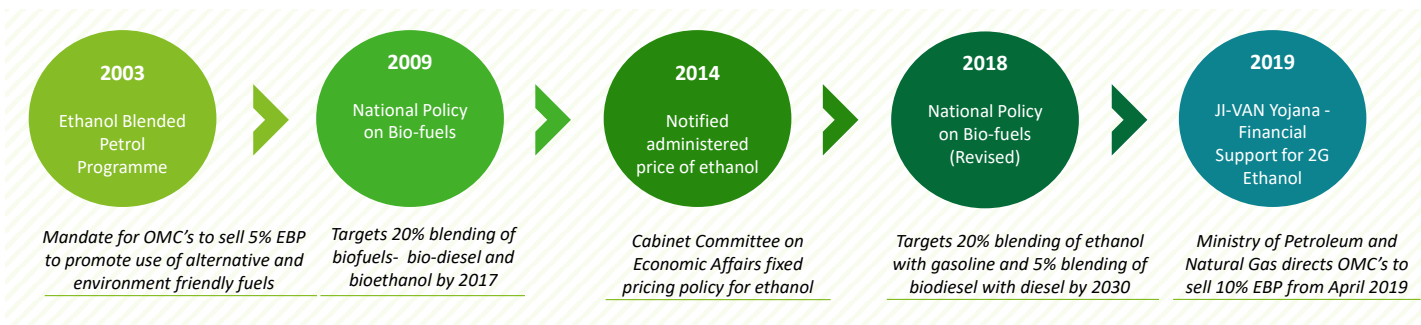 2003
Ethanol Blended
Petrol
Programme
Mandate for OMC's to sell 5% EBP
to promote use of alternative and
environment friendly fuels
2009
National Policy
on Bio-fuels
Targets 20% blending of
biofuels- bio-diesel and
bioethanol by 2017
2014
Notified
administered
price of ethanol
Cabinet Committee on
Economic Affairs fixed
pricing policy for ethanol
2018
National Policy
on Bio-fuels
(Revised)
Targets 20% blending of ethanol
with gasoline and 5% blending of
biodiesel with diesel by 2030
2019
JI-VAN Yojana -
Financial
Support for 2G
Ethanol
Ministry of Petroleum and
Natural Gas directs OMC's to
sell 10% EBP from April 2019